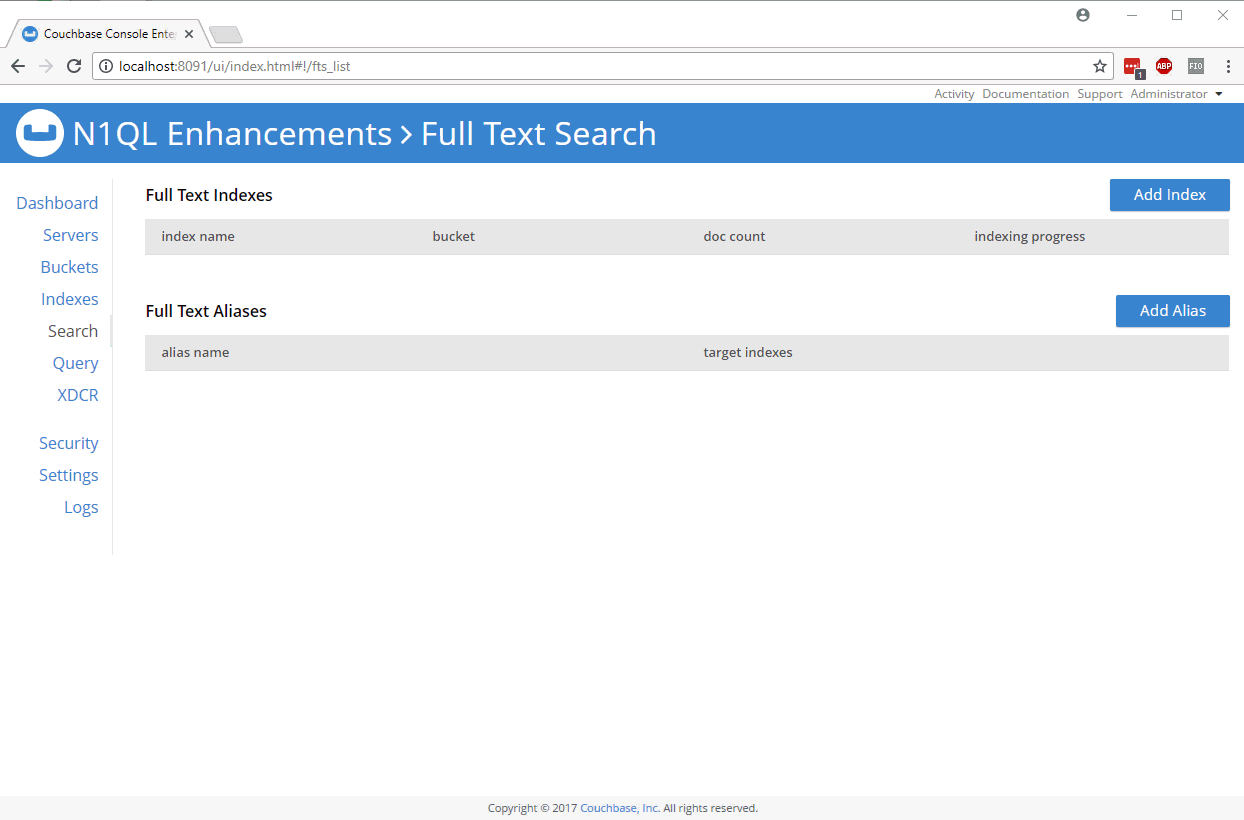 Couchbase Console Ente
localhost:8091/ui/index.html#!/fts_list
1
ABP
FIO
Activity Documentation Support Administrator
N1QL Enhancements > Full Text Search
Dashboard
Servers
Buckets
Indexes
Search
Query
XDCR
Security
Settings
Logs
Full Text Indexes
Add Index
index name bucket doc count indexing progress
Full Text Aliases
Add Alias
alias name target indexes
Copyright © 2017 Couchbase, Inc. All rights reserved.